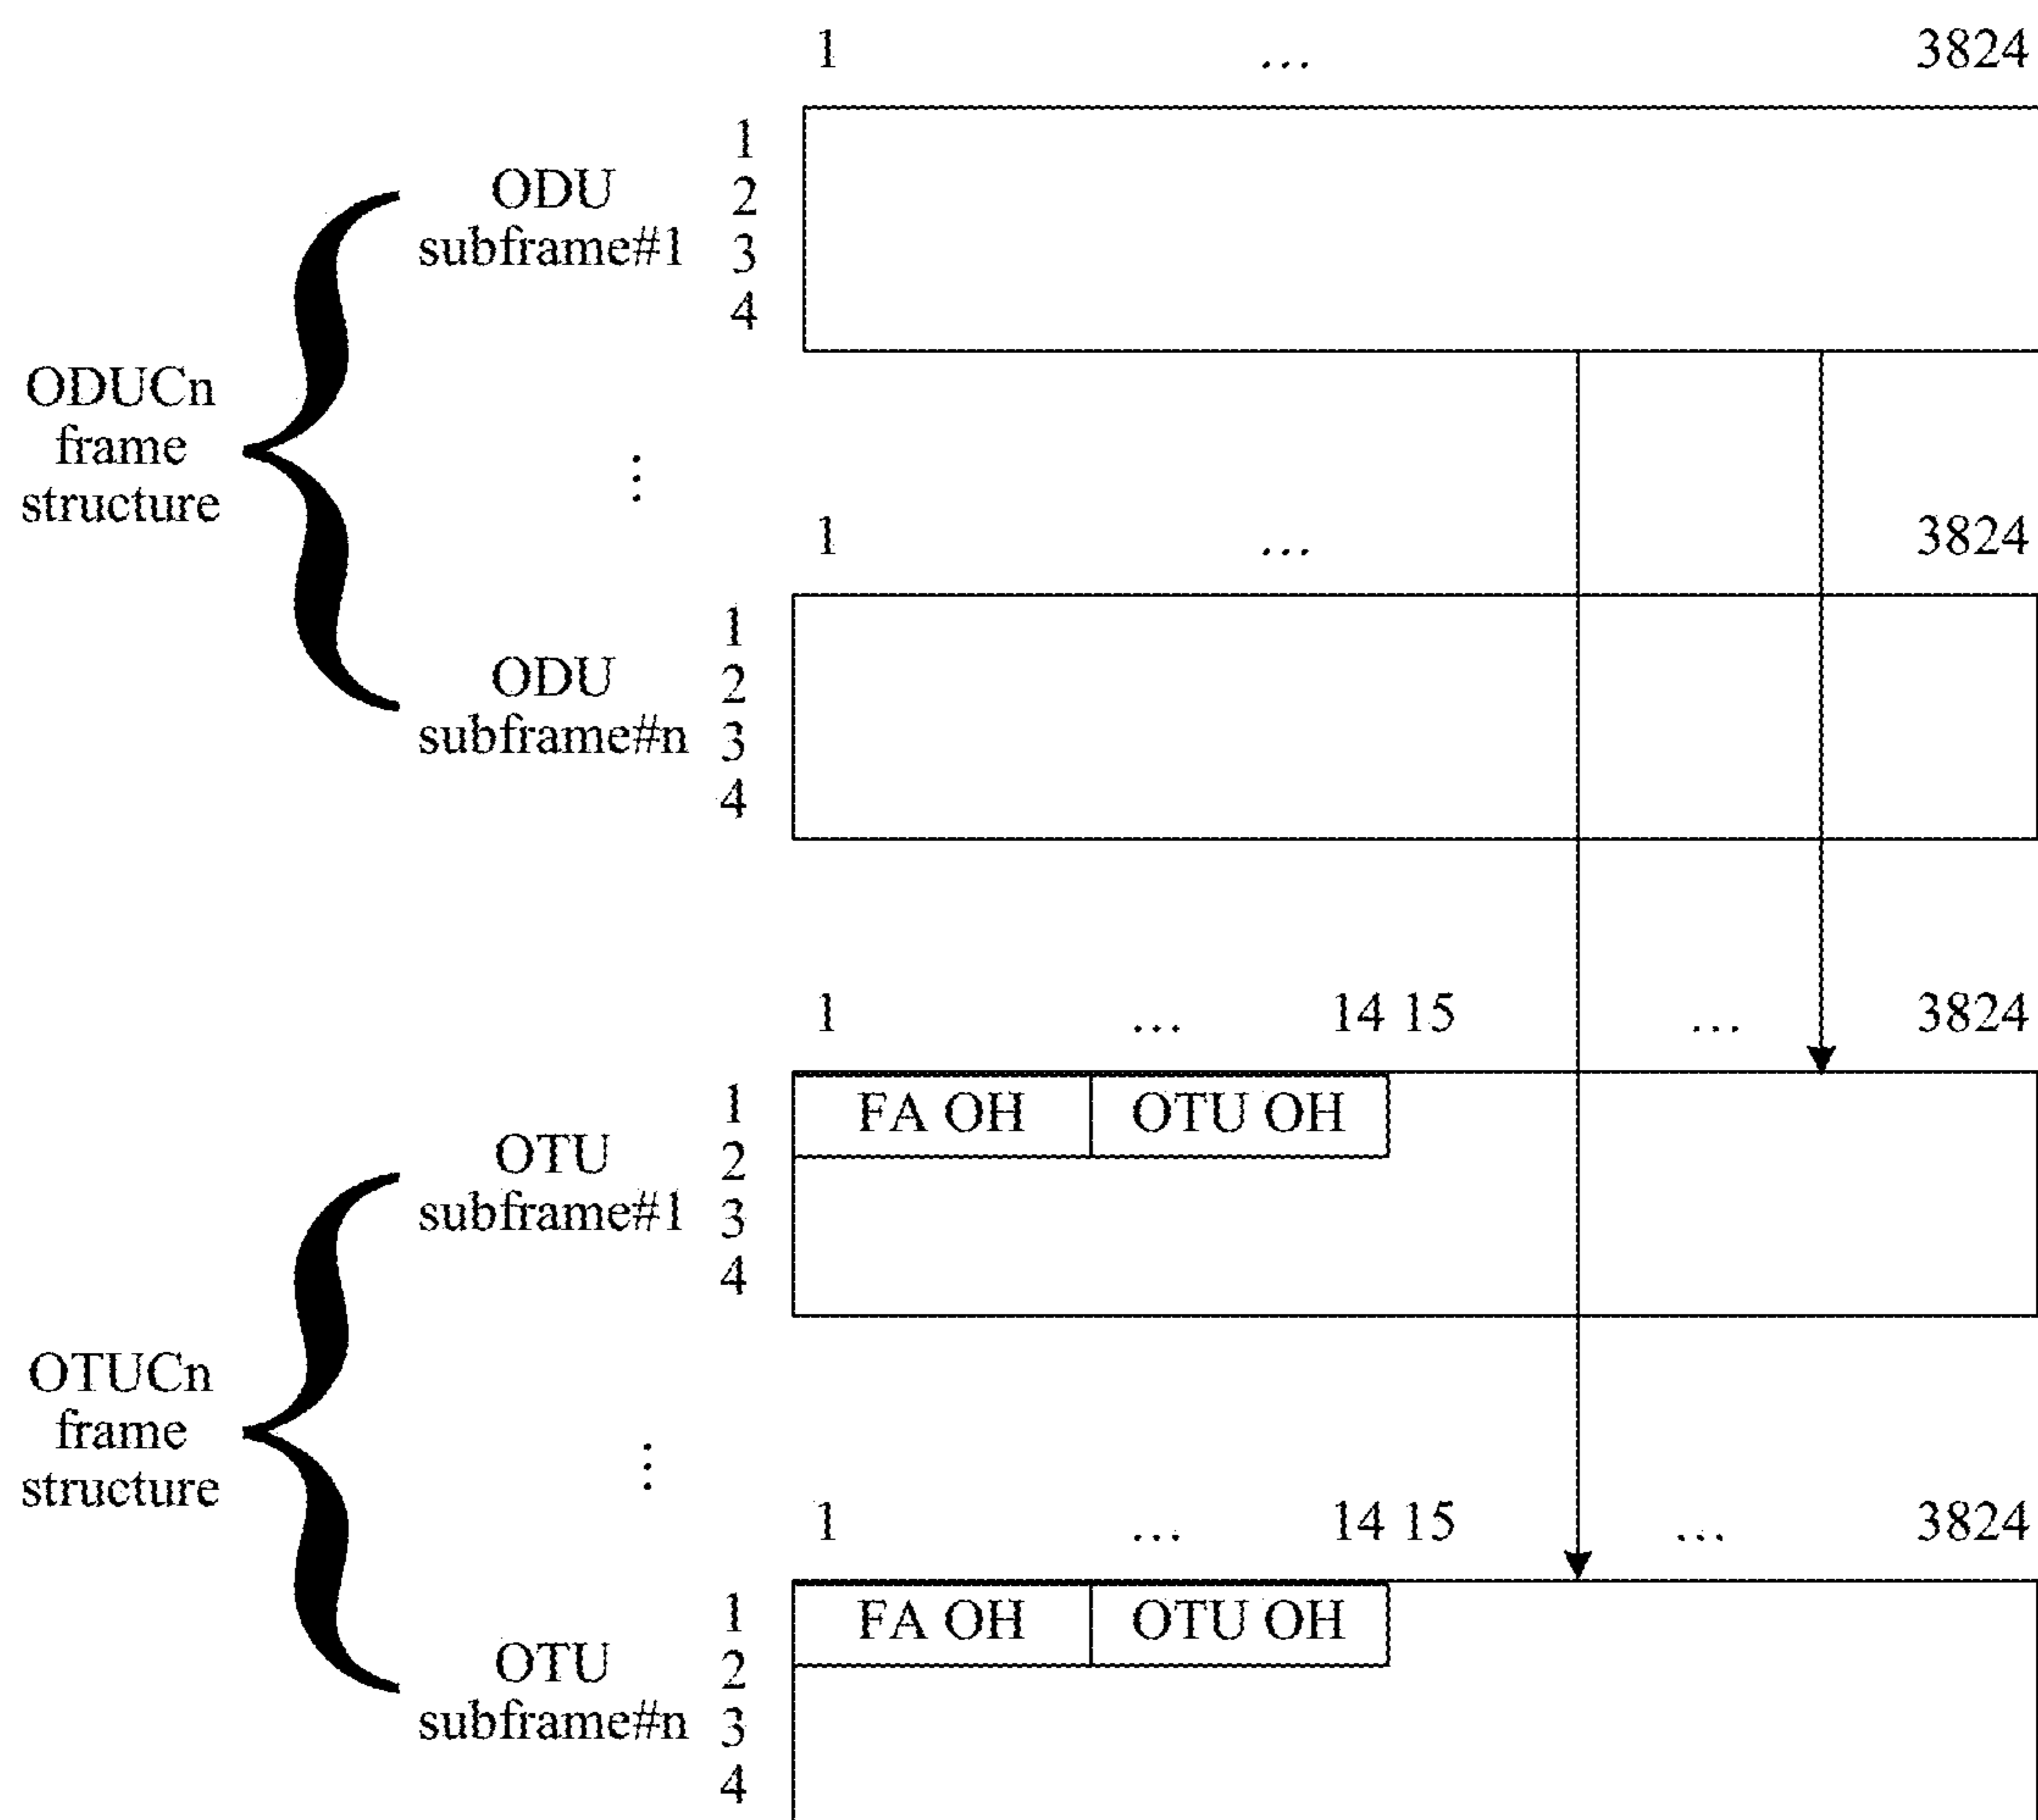 1 ... 3824
1
2
3
4
ODU
subframe#1
ODUCn
frame
structure
⋮
1 ... 3824
1
2
3
4
ODU
subframe#n
1 ... 14 15 ... 3824
1
2
3
4
FA OH OTU OH
OTU
subframe#1
OTUCn
frame
structure
⋮
1 ... 14 15 ... 3824
1
2
3
4
FA OH OTU OH
OTU
subframe#n